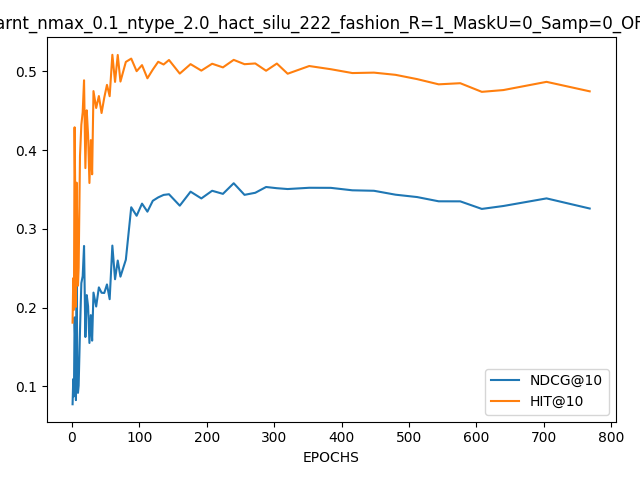 arnt_nmax_0.1_ntype_2.0_hact_silu_222_fashion_R=1_MaskU=0_Samp=0_OF
0.5
0.4
0.3
0.2
0.1
NDCG@10
HIT@10
0 100 200 300 400 500 600 700 800
EPOCHS